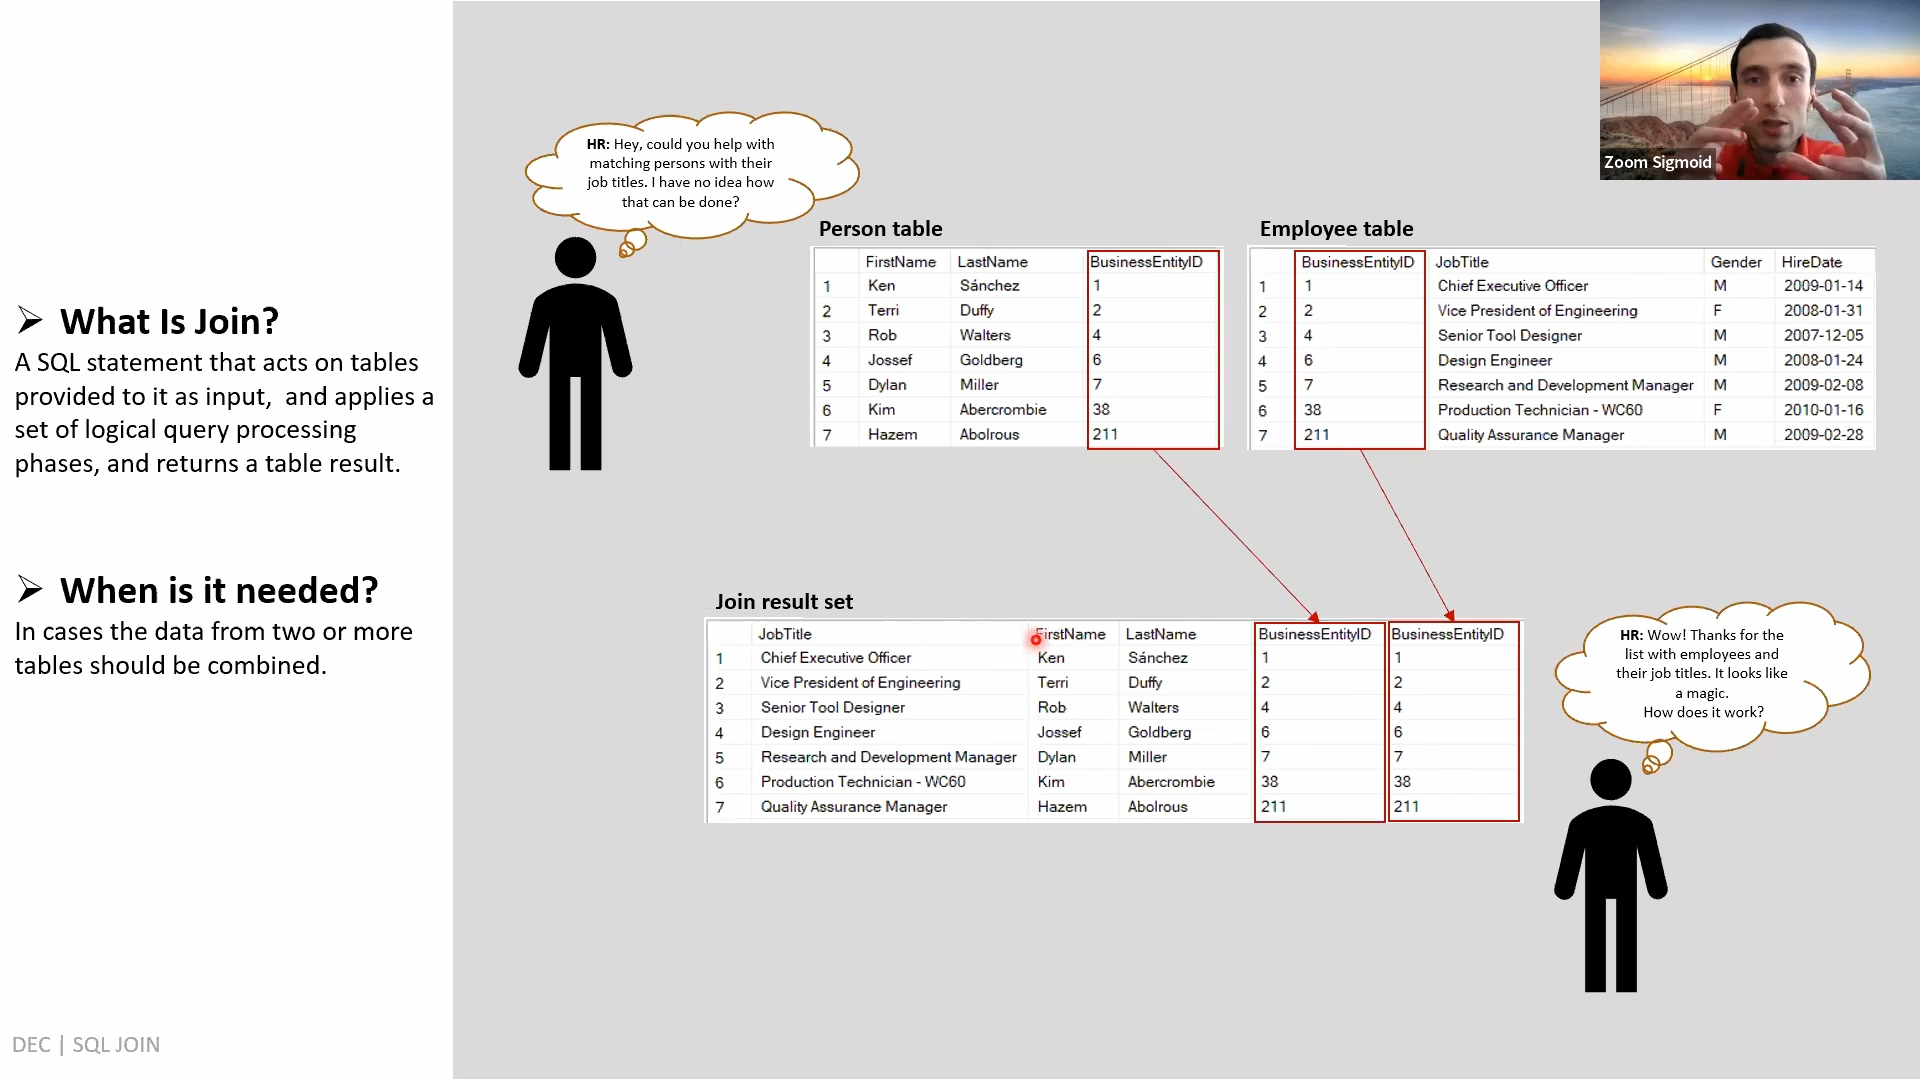 What Is Join?
A SQL statement that acts on tables
provided to it as input,  and applies a
set of logical query processing
phases, and returns a table result.
When is it needed?
In cases the data from two or more
tables should be combined.
DEC | SQL JOIN
HR: Hey, could you help with
matching persons with their
job titles. I have no idea how
that can be done?
Zoom Sigmoid
Person table
FirstName LastName BusinessEntityID
1 Ken Sánchez 1
2 Terri Duffy 2
3 Rob Walters 4
4 Jossef Goldberg 6
5 Dylan Miller 7
6 Kim Abercrombie 38
7 Hazem Abolrous 211
Employee table
BusinessEntityID JobTitle Gender HireDate
1 1 Chief Executive Officer M 2009-01-14
2 2 Vice President of Engineering F 2008-01-31
3 4 Senior Tool Designer M 2007-12-05
4 6 Design Engineer M 2008-01-24
5 7 Research and Development Manager M 2009-02-08
6 38 Production Technician - WC60 F 2010-01-16
7 211 Quality Assurance Manager M 2009-02-28
Join result set
JobTitle FirstName LastName BusinessEntityID BusinessEntityID
1 Chief Executive Officer Ken Sánchez 1 1
2 Vice President of Engineering Terri Duffy 2 2
3 Senior Tool Designer Rob Walters 4 4
4 Design Engineer Jossef Goldberg 6 6
5 Research and Development Manager Dylan Miller 7 7
6 Production Technician - WC60 Kim Abercrombie 38 38
7 Quality Assurance Manager Hazem Abolrous 211 211
HR: Wow! Thanks for the
list with employees and
their job titles. It looks like
a magic.
How does it work?